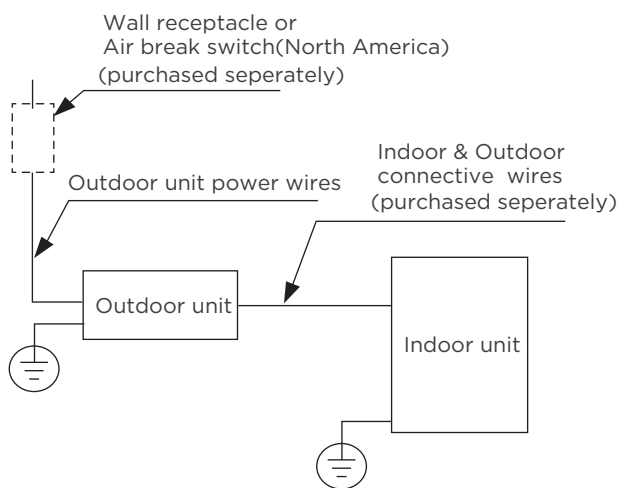 Wall receptacle or
Air break switch(North America)
(purchased seperately)
Indoor & Outdoor
connective wires
(purchased seperately)
Outdoor unit power wires
Outdoor unit
Indoor unit